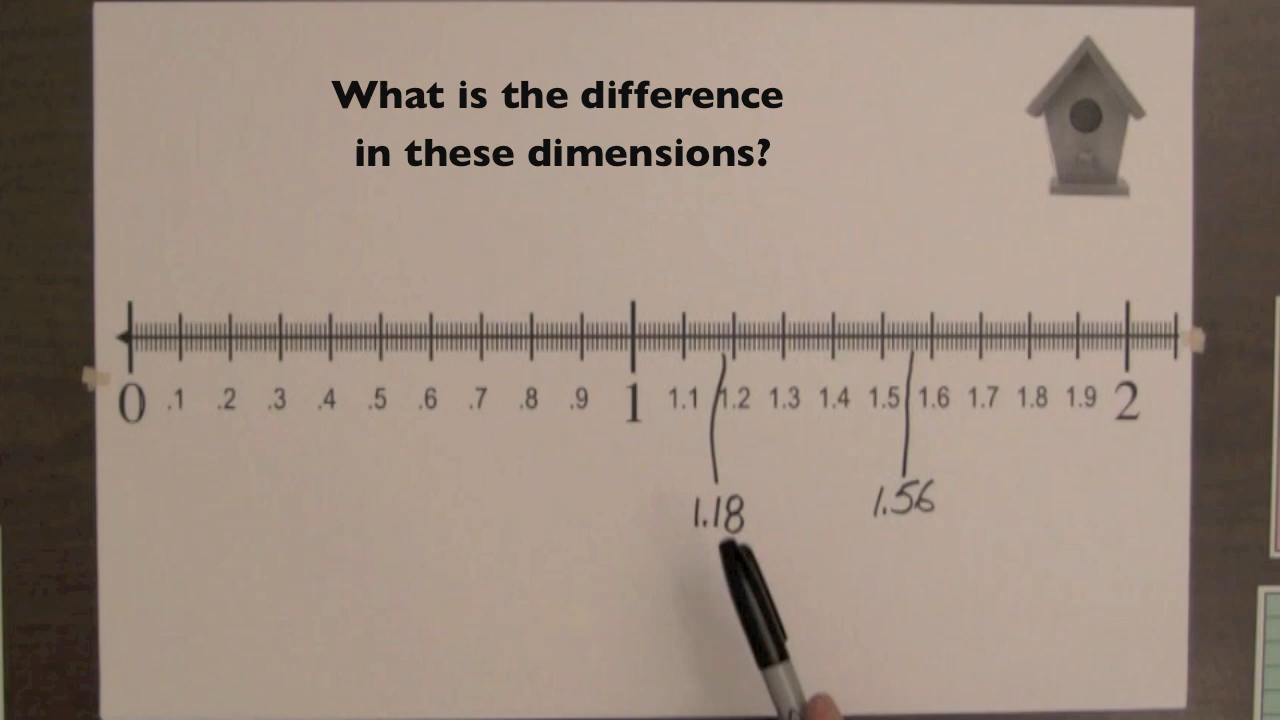 What is the difference
in these dimensions?
0 .1 .2 .3 .4 .5 .6 .7 .8 .9 1 1.1 1.2 1.3 1.4 1.5 1.6 1.7 1.8 1.9 2
1.18 1.56